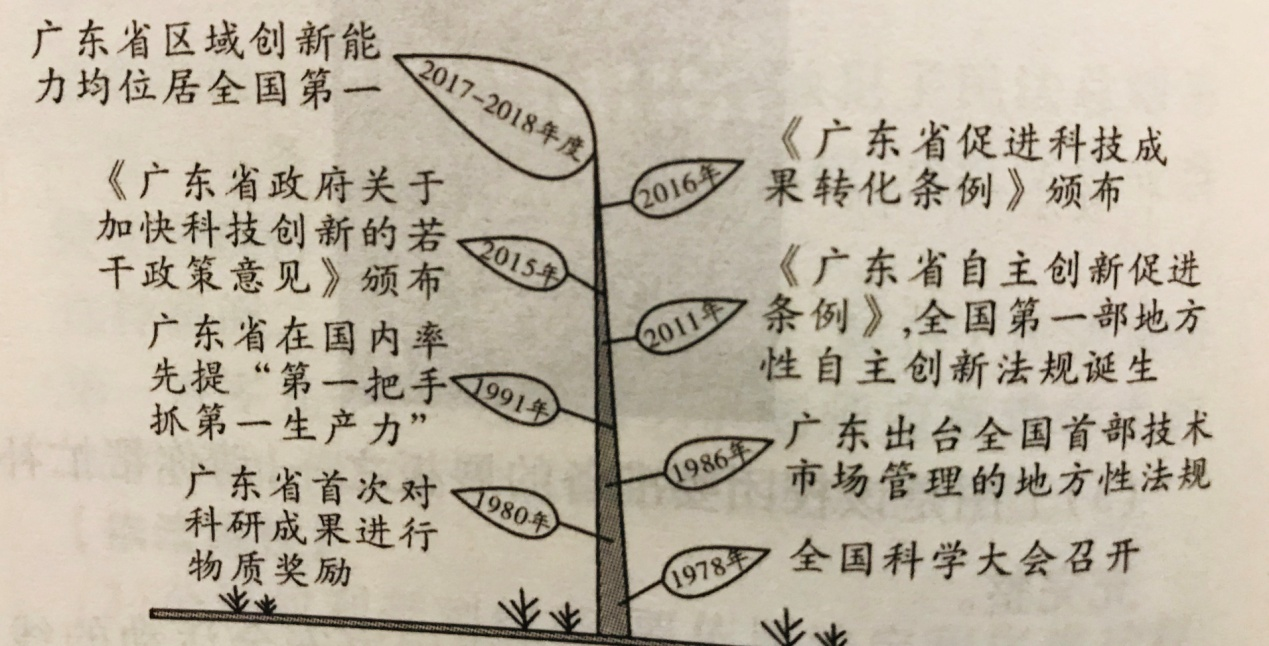 广东省区域创新能
力均位居全国第一
2017-2018年度
《广东省促进科技成
果转化条例》颁布
2016年
《广东省政府关于
加快科技创新的若
干政策意见》颁布
2015年
《广东省自主创新促进
条例》,全国第一部地方
性自主创新法规诞生
2011年
广东省在国内率
先提“第一把手
抓第一生产力”
1991年
广东出台全国首部技术
市场管理的地方性法规
1986年
广东省首次对
科研成果进行
物质奖励
1980年
全国科学大会召开
1978年